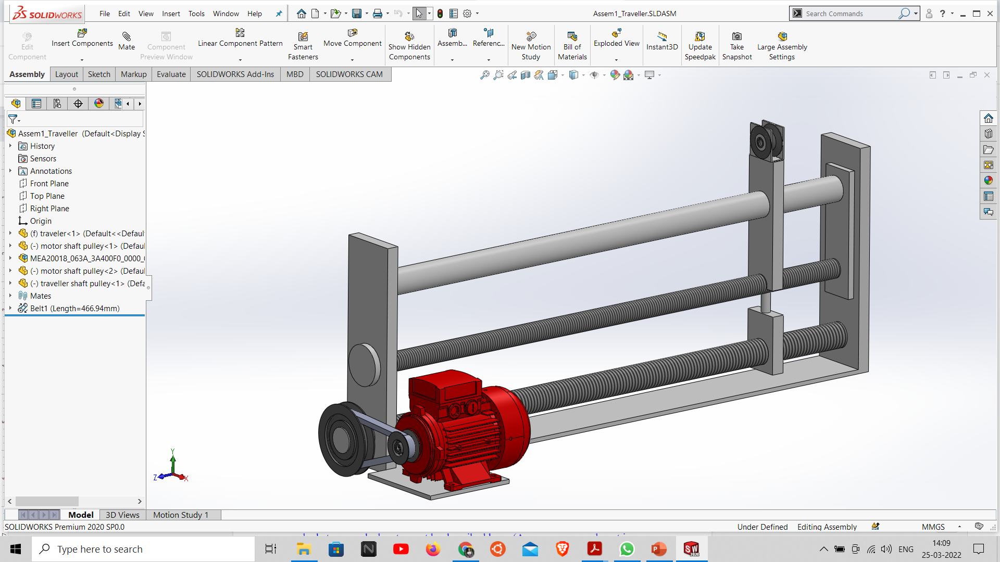 SOLIDWORKS File Edit View Insert Tools Window Help Assem1_Traveller.SLDASM Search Commands ?
Edit Component
Insert Components
Mate
Component Preview Window
Linear Component Pattern
Smart Fasteners
Move Component
Show Hidden Components
Assemb...
Referenc...
New Motion Study
Bill of Materials
Exploded View
Instant3D
Update Speedpak
Take Snapshot
Large Assembly Settings
Assembly Layout Sketch Markup Evaluate SOLIDWORKS Add-Ins MBD SOLIDWORKS CAM
Assem1_Traveller (Default<Display S
History
Sensors
Annotations
Front Plane
Top Plane
Right Plane
Origin
(f) traveler<1> (Default<<Defaul
(-) motor shaft pulley<1> (Defaul
MEA20018_063A_3A400F0_0000_
(-) motor shaft pulley<2> (Defaul
(-) traveller shaft pulley<1> (Defa
Mates
Belt1 (Length=466.94mm)
Y
Z X
Model 3D Views Motion Study 1
SOLIDWORKS Premium 2020 SP0.0 Under Defined Editing Assembly MMGS
Type here to search
ENG
14:09
25-03-2022